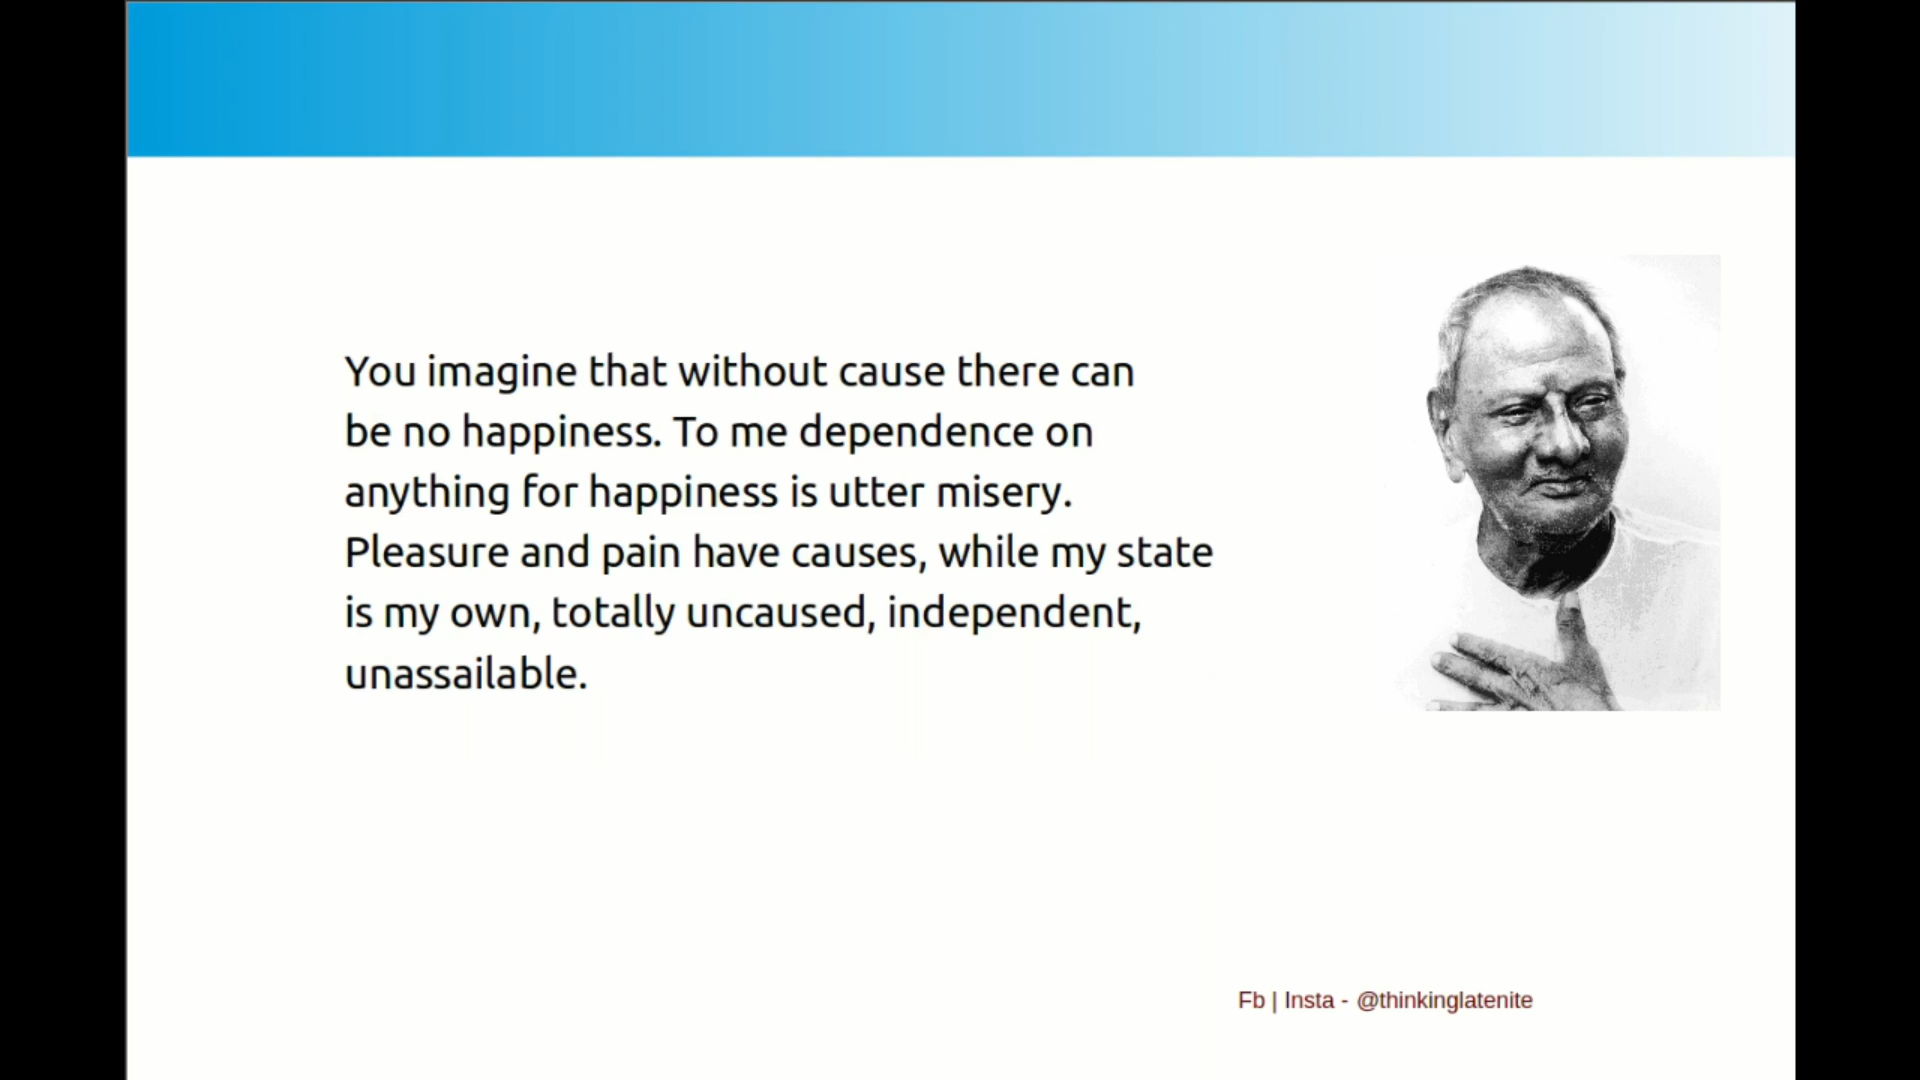 You imagine that without cause there can
be no happiness. To me dependence on
anything for happiness is utter misery.
Pleasure and pain have causes, while my state
is my own, totally uncaused, independent,
unassailable.
Fb | Insta - @thinkinglatenite